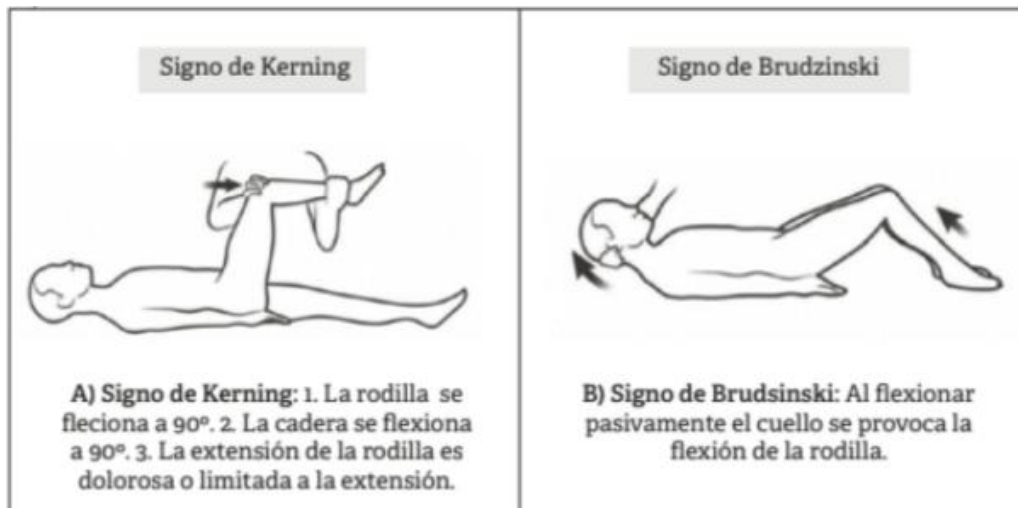 Signo de Kerning
A) Signo de Kerning: 1. La rodilla se
fleciona a 90º. 2. La cadera se flexiona
a 90º. 3. La extensión de la rodilla es
dolorosa o limitada a la extensión.
Signo de Brudzinski
B) Signo de Brudsinski: Al flexionar
pasivamente el cuello se provoca la
flexión de la rodilla.